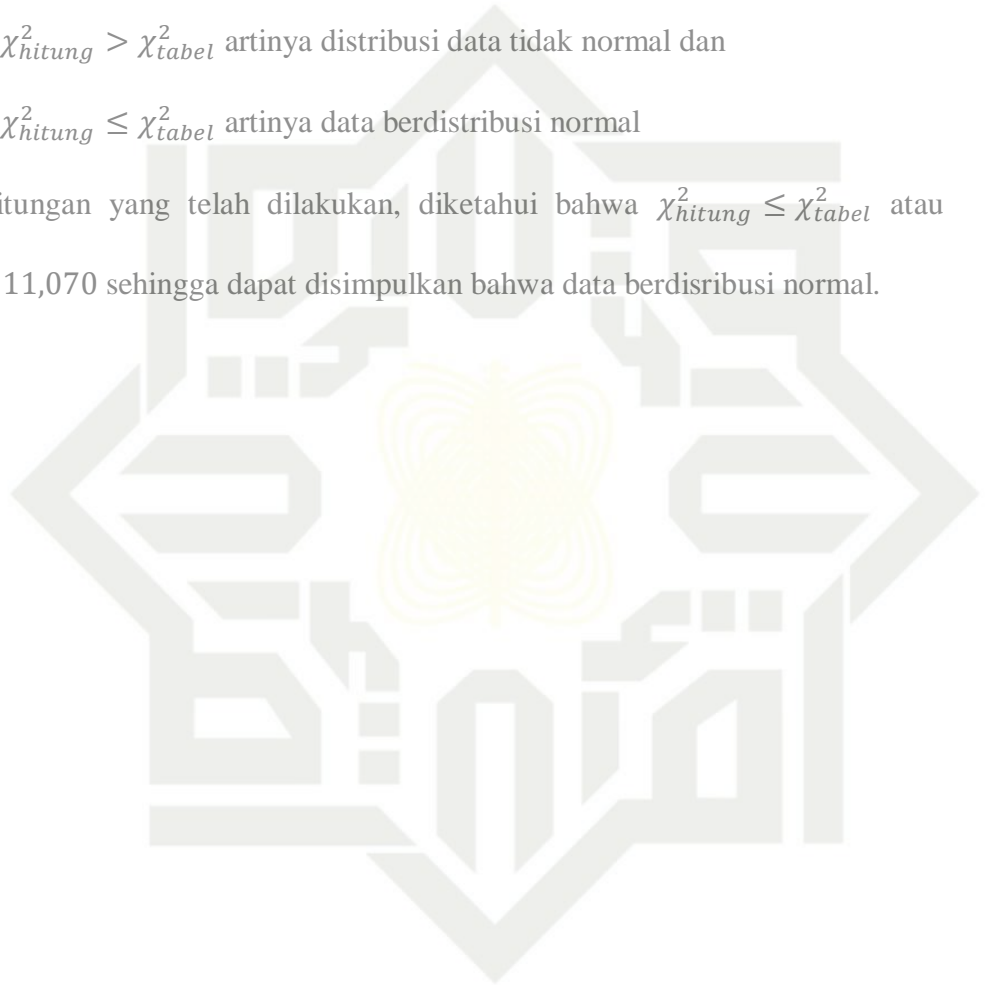 χ²ₕᵢₜᵤₙg > χ²ₜₐbₑₗ artinya distribusi data tidak normal dan
χ²ₕᵢₜᵤₙg ≤ χ²ₜₐbₑₗ artinya data berdistribusi normal
itungan yang telah dilakukan, diketahui bahwa χ²ₕᵢₜᵤₙg ≤ χ²ₜₐbₑₗ atau
11,070 sehingga dapat disimpulkan bahwa data berdisribusi normal.